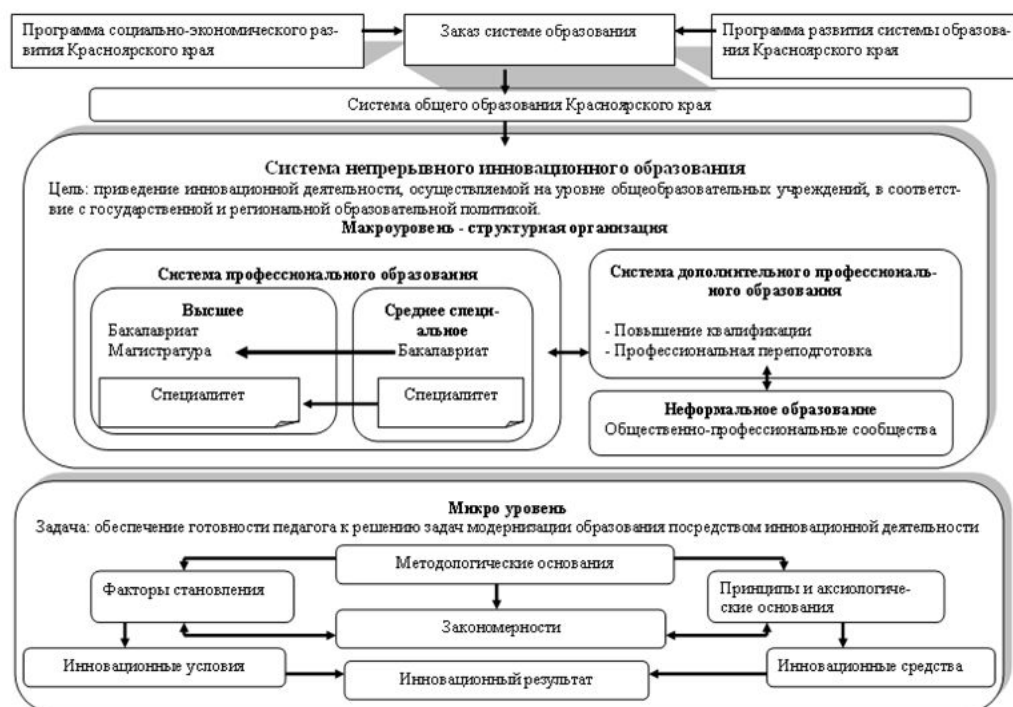 Программа социально-экономического раз-
вития Красноярского края
Заказ системе образования
Программа развития системы образова-
ния Красноярского края
Система общего образования Красноярского края
Система непрерывного инновационного образования
Цель: приведение инновационной деятельности, осуществляемой на уровне общеобразовательных учреждений, в соответст-
вие с государственной и региональной образовательной политикой.
Макроуровень - структурная организация
Система профессионального образования
Высшее
Бакалавриат
Магистратура
Специалитет
Среднее специ-
альное
Бакалавриат
Специалитет
Система дополнительного профессиональ-
ного образования
- Повышение квалификации
- Профессиональная переподготовка
Неформальное образование
Общественно-профессиональные сообщества
Микро уровень
Задача: обеспечение готовности педагога к решению задач модернизации образования посредством инновационной деятельности
Методологические основания
Факторы становления
Принципы и аксиологиче-
ские основания
Закономерности
Инновационные условия
Инновационный результат
Инновационные средства